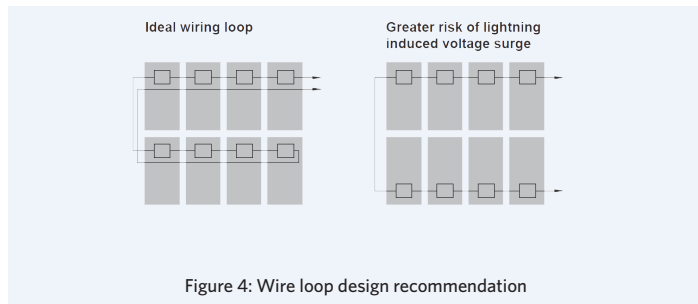 Ideal wiring loop
Greater risk of lightning
induced voltage surge
Figure 4: Wire loop design recommendation